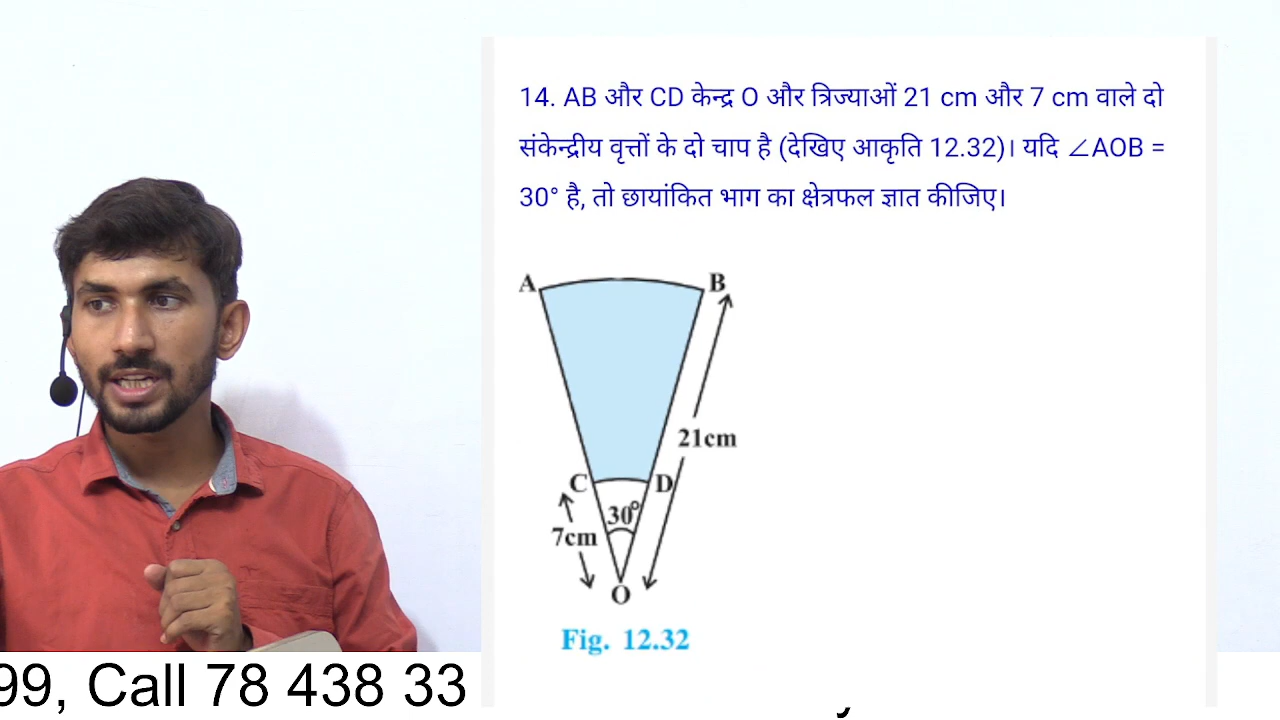 14. AB और CD केन्द्र O और त्रिज्याओं 21 cm और 7 cm वाले दो
संकेन्द्रीय वृत्तों के दो चाप है (देखिए आकृति 12.32)। यदि ∠AOB =
30° है, तो छायांकित भाग का क्षेत्रफल ज्ञात कीजिए।
A B
21cm
C D
30°
7cm
O
Fig. 12.32
99, Call 78 438 33